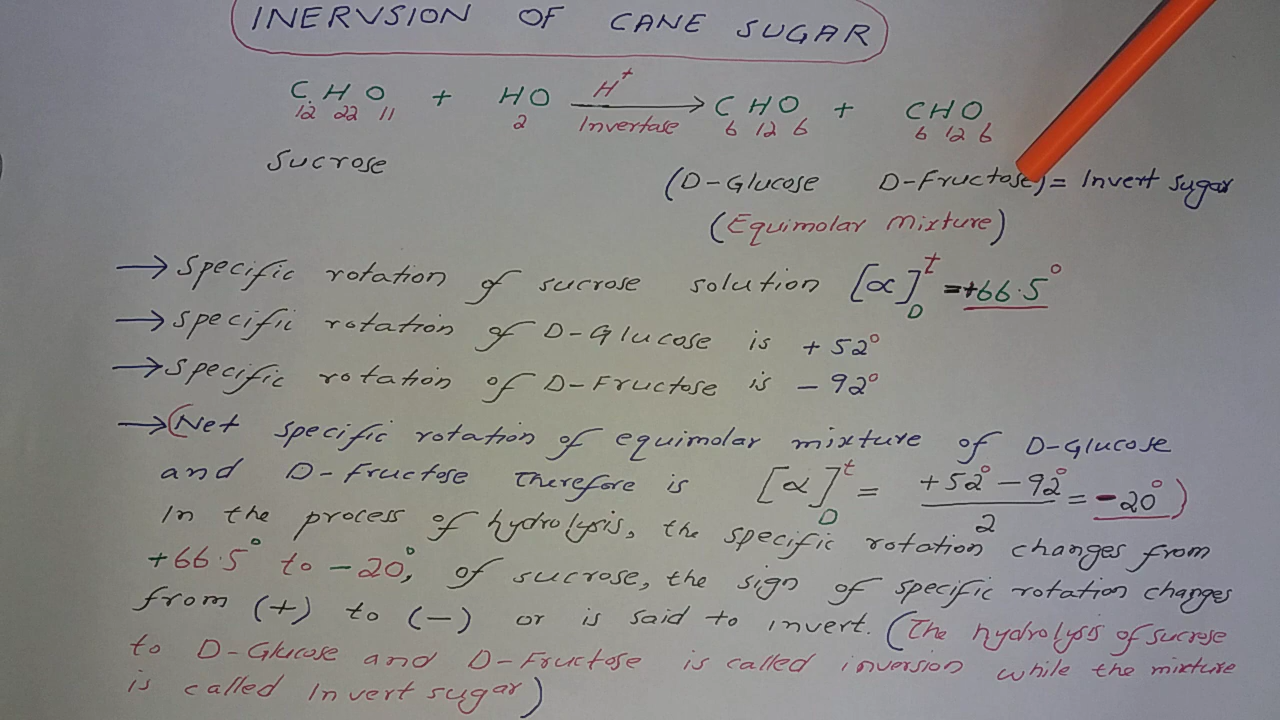 INERVSION OF CANE SUGAR
C₁₂H₂₂O₁₁ + H₂O H⁺ Invertase → C₆H₁₂O₆ + C₆H₁₂O₆
Sucrose
(D-Glucose D-Fructose) = Invert Sugar
(Equimolar Mixture)
→ Specific rotation of sucrose solution [α]ᵗD = +66.5°
→ Specific rotation of D-Glucose is +52°
→ Specific rotation of D-Fructose is -92°
→ (Net specific rotation of equimolar mixture of D-Glucose
and D-Fructose Therefore is [α]ᵗD = +52° - 92° / 2 = -20°)
In the process of hydrolysis, the specific rotation changes from
+66.5° to -20°, of sucrose, the sign of specific rotation changes
from (+) to (-) or is said to invert. (The hydrolysis of sucrose
to D-Glucose and D-Fructose is called inversion while the mixture
is called Invert sugar)